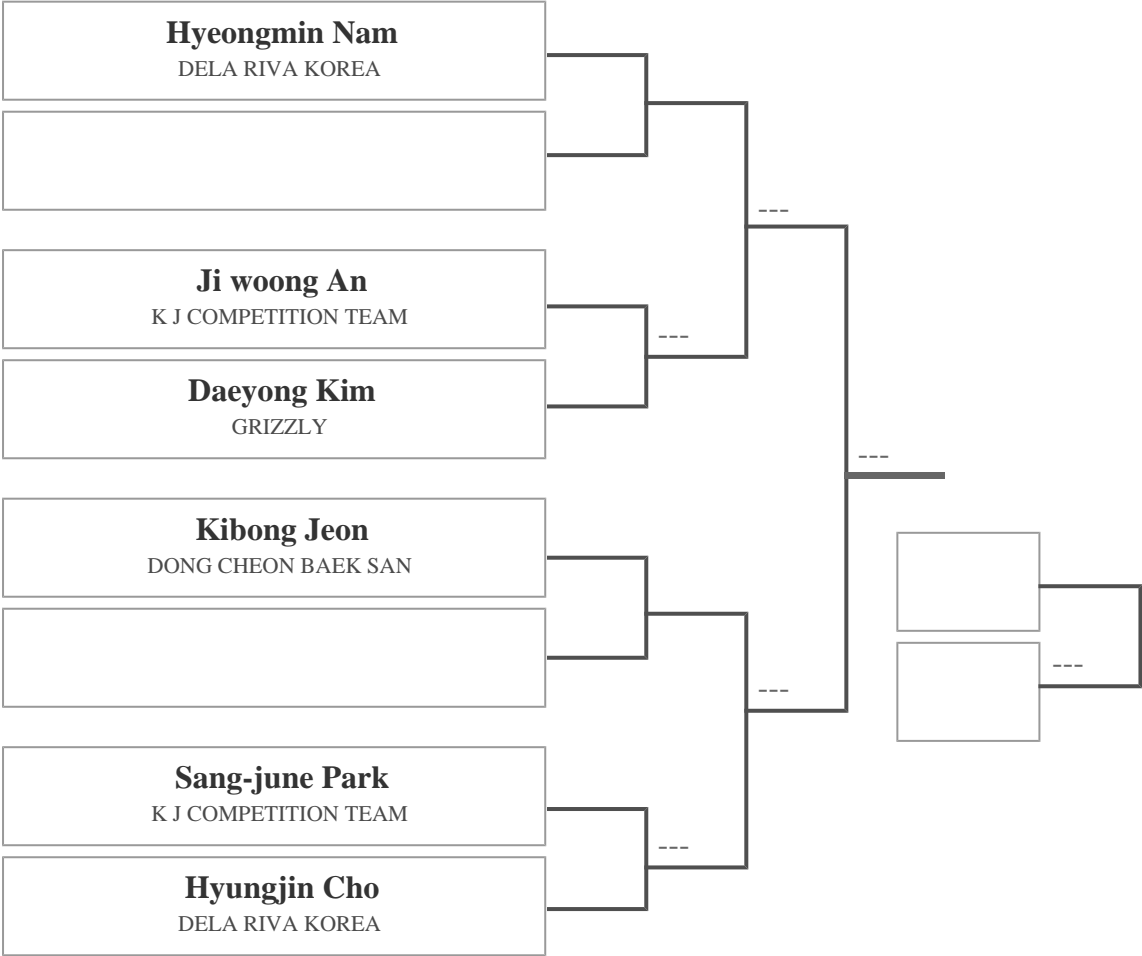 Hyeongmin Nam
DELA RIVA KOREA
---
Ji woong An
K J COMPETITION TEAM
---
Daeyong Kim
GRIZZLY
---
Kibong Jeon
DONG CHEON BAEK SAN
---
---
Sang-june Park
K J COMPETITION TEAM
---
Hyungjin Cho
DELA RIVA KOREA